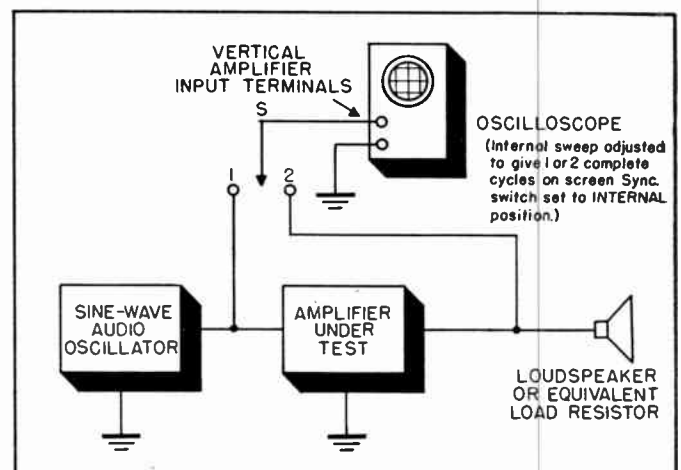 VERTICAL
AMPLIFIER
INPUT TERMINALS
S
OSCILLOSCOPE
(Internal sweep adjusted
to give 1 or 2 complete
cycles on screen Sync.
switch set to INTERNAL
position.)
1
2
SINE-WAVE
AUDIO
OSCILLATOR
AMPLIFIER
UNDER
TEST
LOUDSPEAKER
OR EQUIVALENT
LOAD RESISTOR